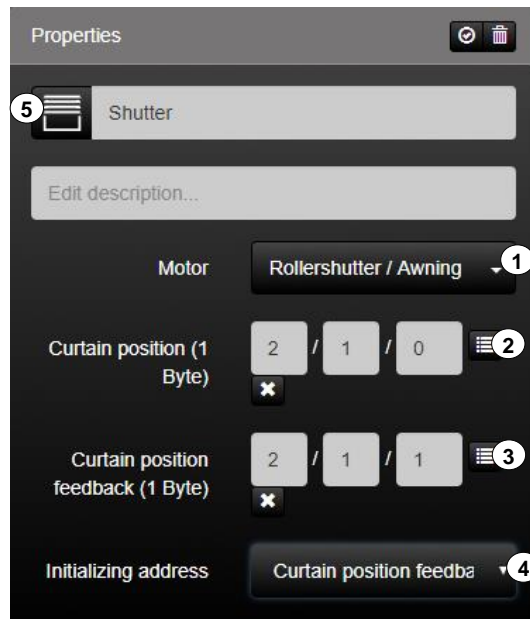 Properties
5
Shutter
Edit description...
Motor
Rollershutter / Awning
1
Curtain position (1
Byte)
2 / 1 / 0
2
Curtain position
feedback (1 Byte)
2 / 1 / 1
3
Initializing address
Curtain position feedba
4